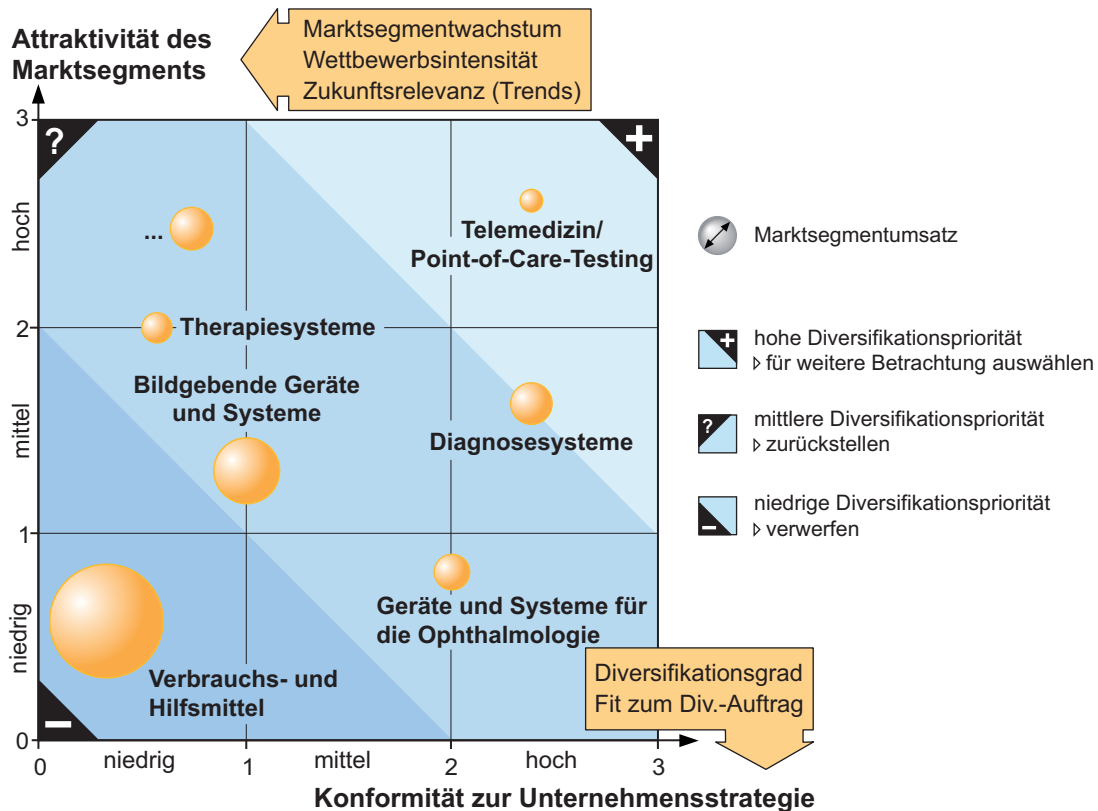 Attraktivität des
Marktsegments
Marktsegmentwachstum
Wettbewerbsintensität
Zukunftsrelevanz (Trends)
3
hoch
2
mittel
1
niedrig
0
?
+
...
Telemedizin/
Point-of-Care-Testing
Therapiesysteme
Bildgebende Geräte
und Systeme
Diagnosesysteme
Geräte und Systeme für
die Ophthalmologie
Verbrauchs- und
Hilfsmittel
–
Marktsegmentumsatz
+
hohe Diversifikationspriorität
▹ für weitere Betrachtung auswählen
?
mittlere Diversifikationspriorität
▹ zurückstellen
–
niedrige Diversifikationspriorität
▹ verwerfen
Diversifikationsgrad
Fit zum Div.-Auftrag
0 niedrig 1 mittel 2 hoch 3
Konformität zur Unternehmensstrategie